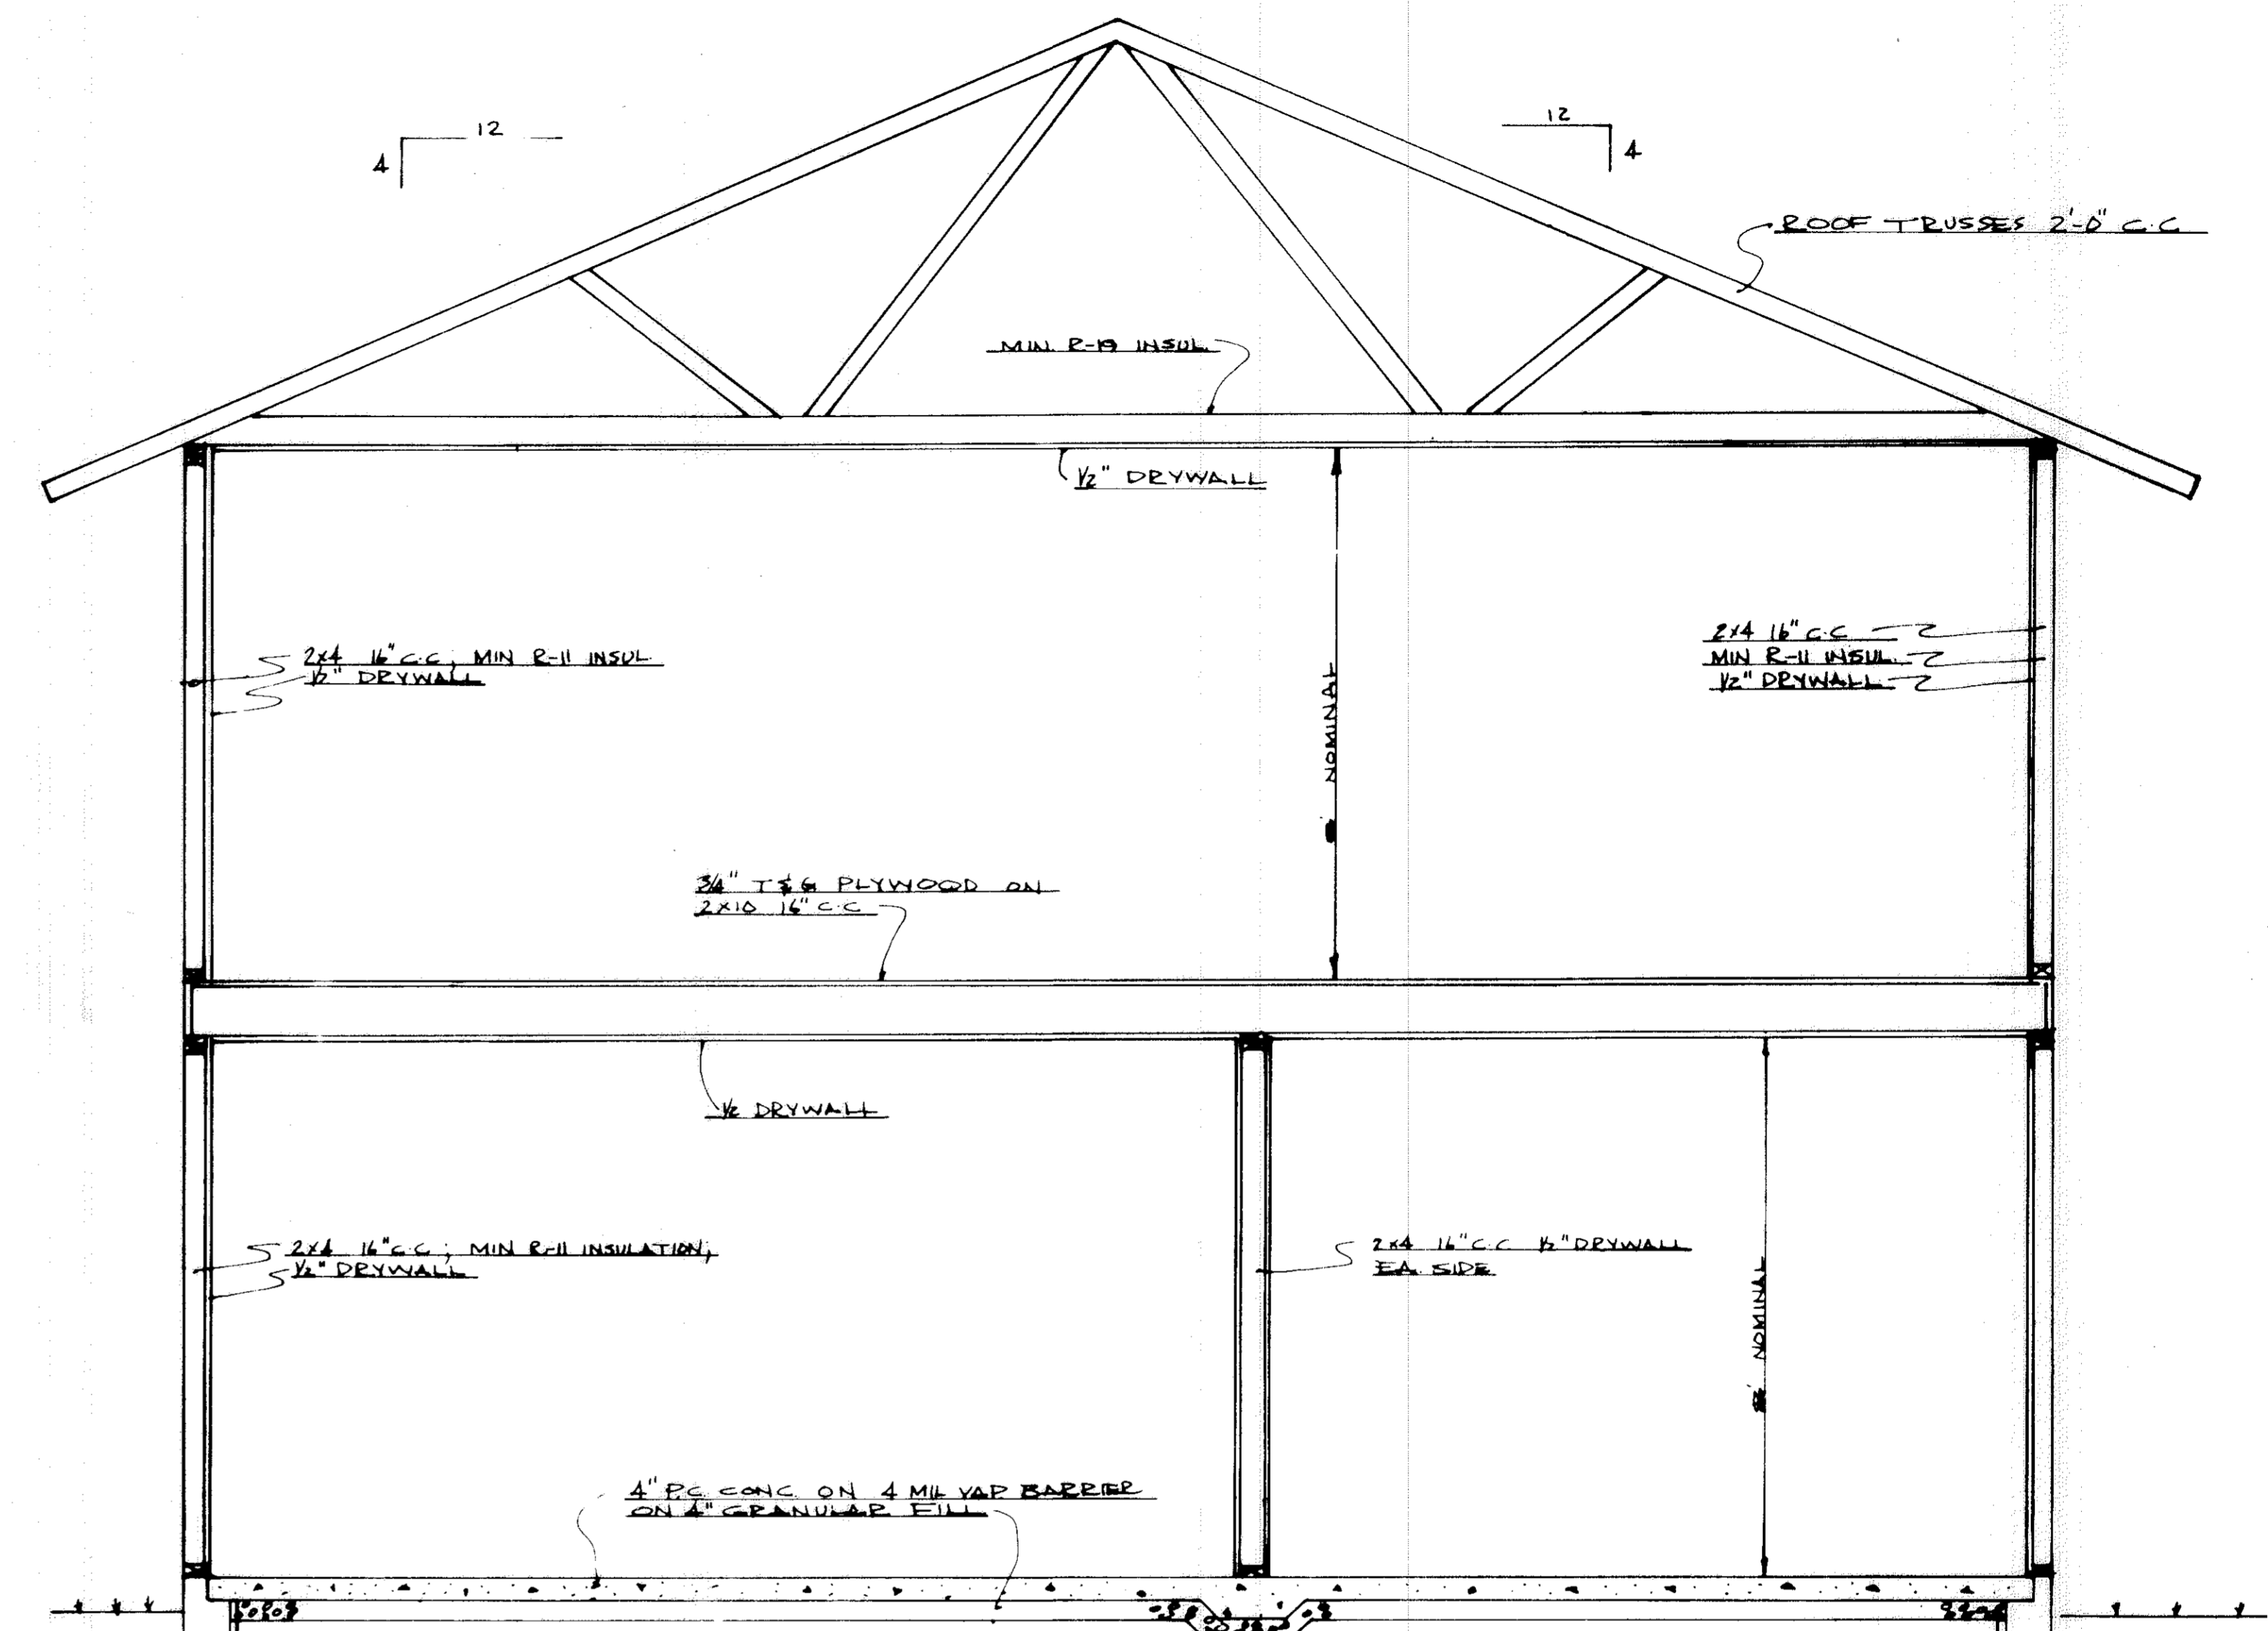 12
4
12
4
ROOF TRUSSES 2'-0" C.C
MIN. R-19 INSUL.
1/2" DRYWALL
2x4 16" C.C; MIN R-11 INSUL.
1/2" DRYWALL
2x4 16" C.C
MIN R-11 INSUL.
1/2" DRYWALL
NOMINAL
3/4" T&G PLYWOOD ON
2x10 16" C.C
1/2 DRYWALL
2x4 16" C.C; MIN R-11 INSULATION;
1/2" DRYWALL
2x4 16" C.C 1/2" DRYWALL
EA. SIDE
NOMINAL
4" P.C. CONC. ON 4 MIL VAP BARRIER
ON 4" GRANULAR FILL